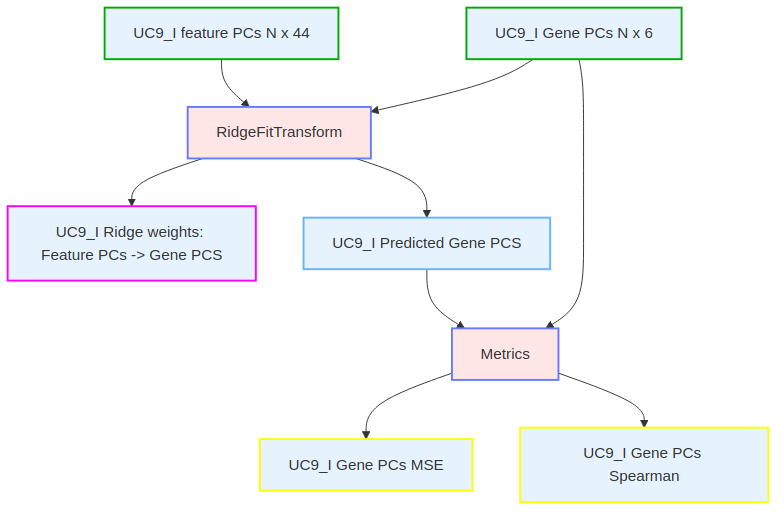 UC9_I feature PCs N x 44
UC9_I Gene PCs N x 6
RidgeFitTransform
UC9_I Ridge weights:
Feature PCs -> Gene PCS
UC9_I Predicted Gene PCS
Metrics
UC9_I Gene PCs MSE
UC9_I Gene PCs
Spearman